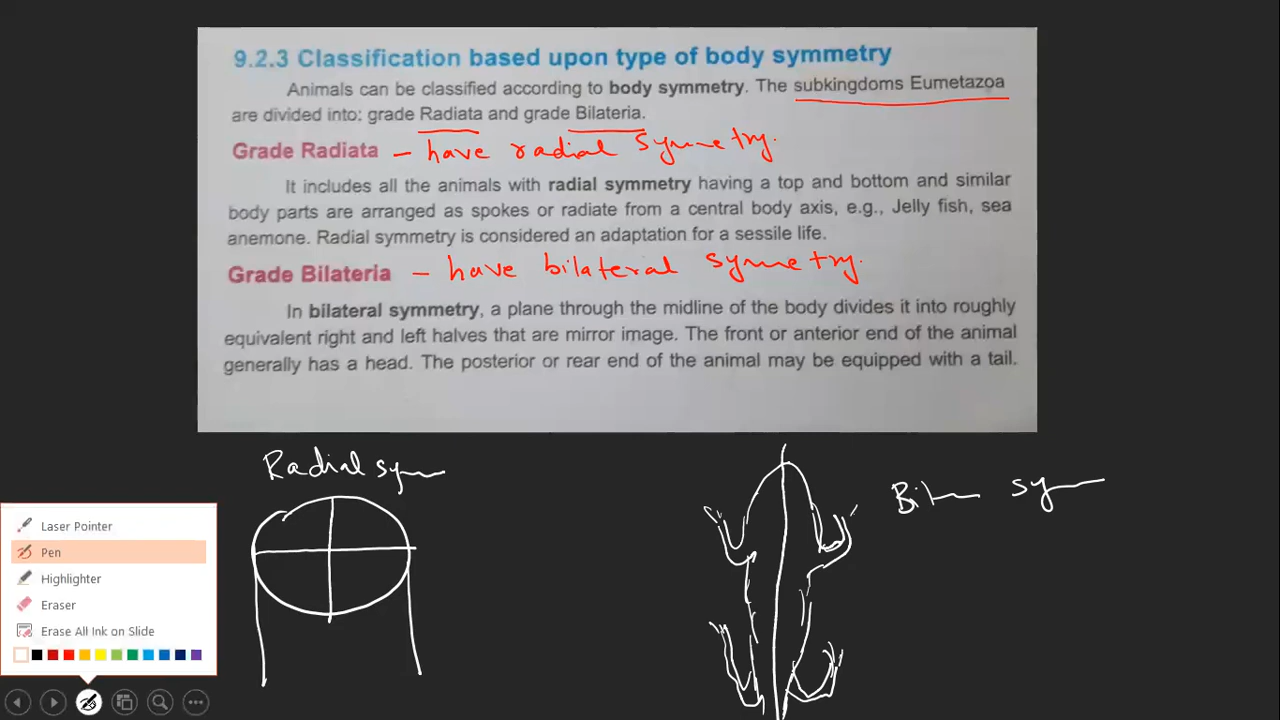 9.2.3 Classification based upon type of body symmetry
Animals can be classified according to body symmetry. The subkingdoms Eumetazoa
are divided into: grade Radiata and grade Bilateria.
Grade Radiata – have radial symmetry.
It includes all the animals with radial symmetry having a top and bottom and similar
body parts are arranged as spokes or radiate from a central body axis, e.g., Jelly fish, sea
anemone. Radial symmetry is considered an adaptation for a sessile life.
Grade Bilateria – have bilateral symmetry.
In bilateral symmetry, a plane through the midline of the body divides it into roughly
equivalent right and left halves that are mirror image. The front or anterior end of the animal
generally has a head. The posterior or rear end of the animal may be equipped with a tail.
Radial sym
sym
Laser Pointer
Pen
Highlighter
Eraser
Erase All Ink on Slide